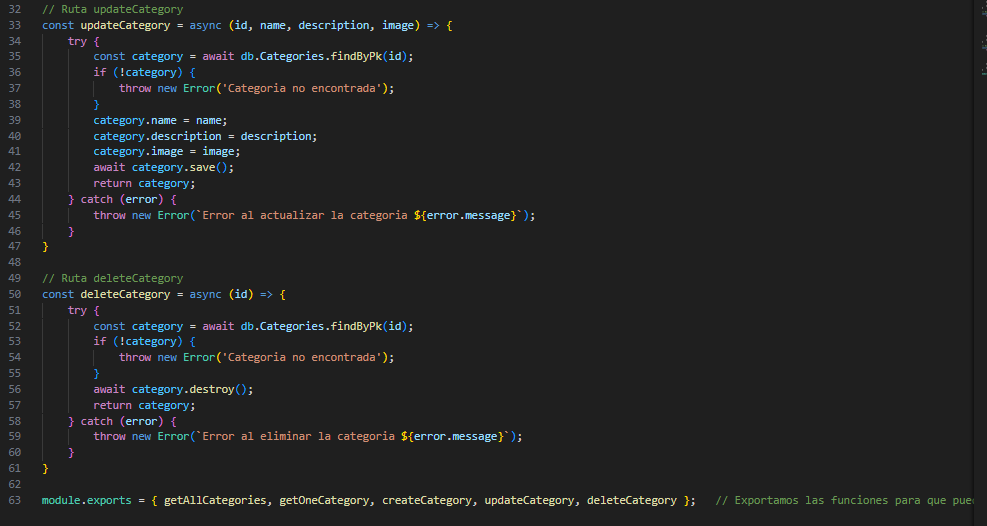 32 // Ruta updateCategory
33 const updateCategory = async (id, name, description, image) => {
34     try {
35         const category = await db.Categories.findByPk(id);
36         if (!category) {
37             throw new Error('Categoria no encontrada');
38         }
39         category.name = name;
40         category.description = description;
41         category.image = image;
42         await category.save();
43         return category;
44     } catch (error) {
45         throw new Error(`Error al actualizar la categoria ${error.message}`);
46     }
47 }
48
49 // Ruta deleteCategory
50 const deleteCategory = async (id) => {
51     try {
52         const category = await db.Categories.findByPk(id);
53         if (!category) {
54             throw new Error('Categoria no encontrada');
55         }
56         await category.destroy();
57         return category;
58     } catch (error) {
59         throw new Error(`Error al eliminar la categoria ${error.message}`);
60     }
61 }
62
63 module.exports = { getAllCategories, getOneCategory, createCategory, updateCategory, deleteCategory };   // Exportamos las funciones para que